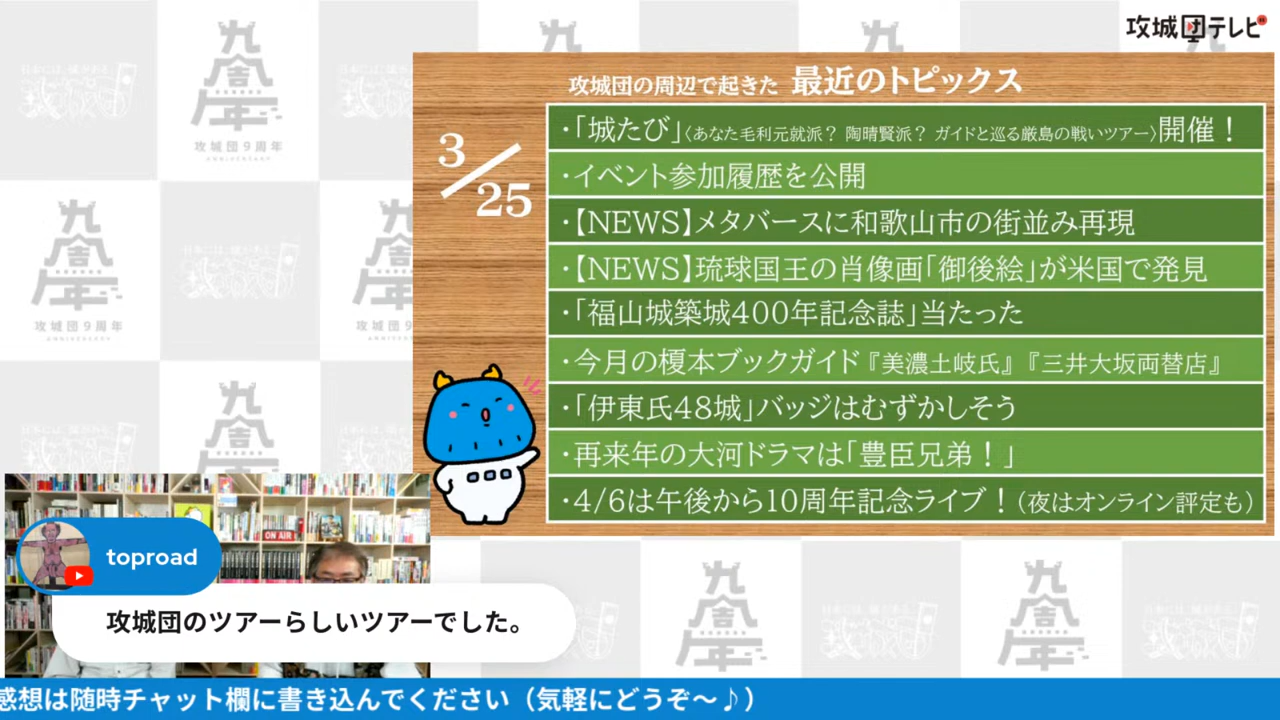 攻城団テレビ
攻城団の周辺で起きた 最近のトピックス
3/25
・「城たび」〈あなた毛利元就派？ 陶晴賢派？ ガイドと巡る厳島の戦いツアー〉開催！
・イベント参加履歴を公開
・【NEWS】メタバースに和歌山市の街並み再現
・【NEWS】琉球国王の肖像画「御後絵」が米国で発見
・「福山城築城400年記念誌」当たった
・今月の榎本ブックガイド『美濃土岐氏』『三井大坂両替店』
・「伊東氏48城」バッジはむずかしそう
・再来年の大河ドラマは「豊臣兄弟！」
・4/6は午後から10周年記念ライブ！（夜はオンライン評定も）
九周年
攻城団9周年
ANNIVERSARY
攻城団9周年
ANNIVERSARY
攻城団9
ON AIR
toproad
攻城団のツアーらしいツアーでした。
感想は随時チャット欄に書き込んでください（気軽にどうぞ～♪）